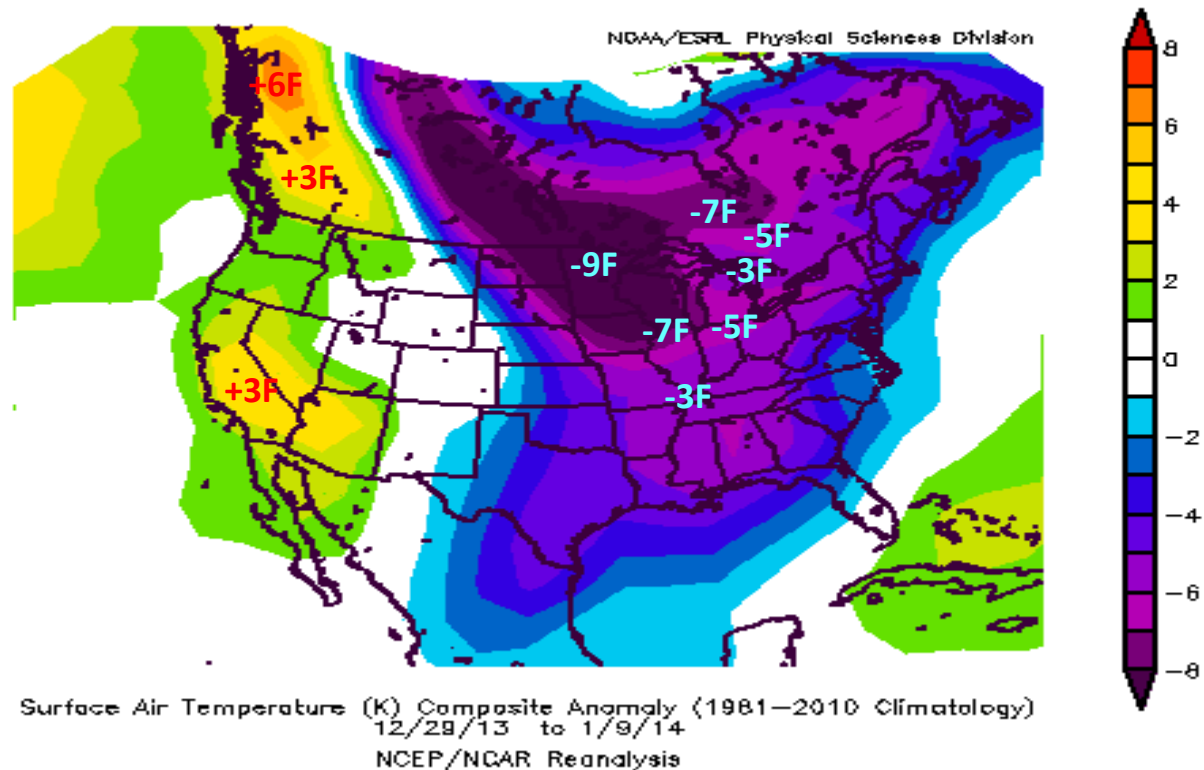 NOAA/ESRL Physical Sciences Division
8
+6F
6
+3F
4
-7F
-5F
-9F
-3F
2
-7F
-5F
0
+3F
-3F
-2
-4
-6
-8
Surface Air Temperature (K) Composite Anomaly (1981-2010 Climatology)
12/29/13 to 1/9/14
NCEP/NCAR Reanalysis